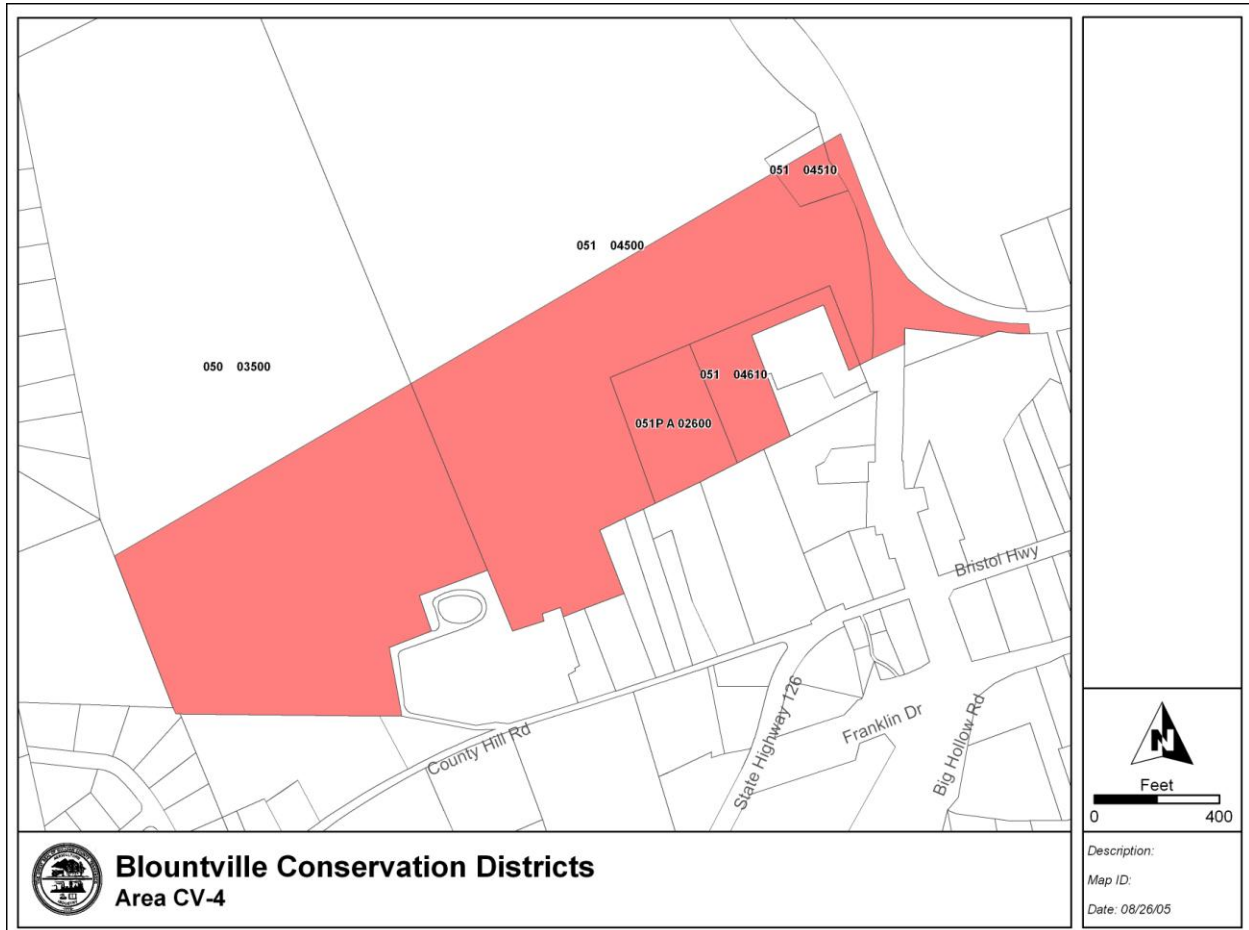 051 04510
051 04500
050 03500
051 04610
051P A 02600
Bristol Hwy
State Highway 126
Franklin Dr
Big Hollow Rd
County Hill Rd
N
Feet
0 400
Blountville Conservation Districts
Area CV-4
Description:
Map ID:
Date: 08/26/05